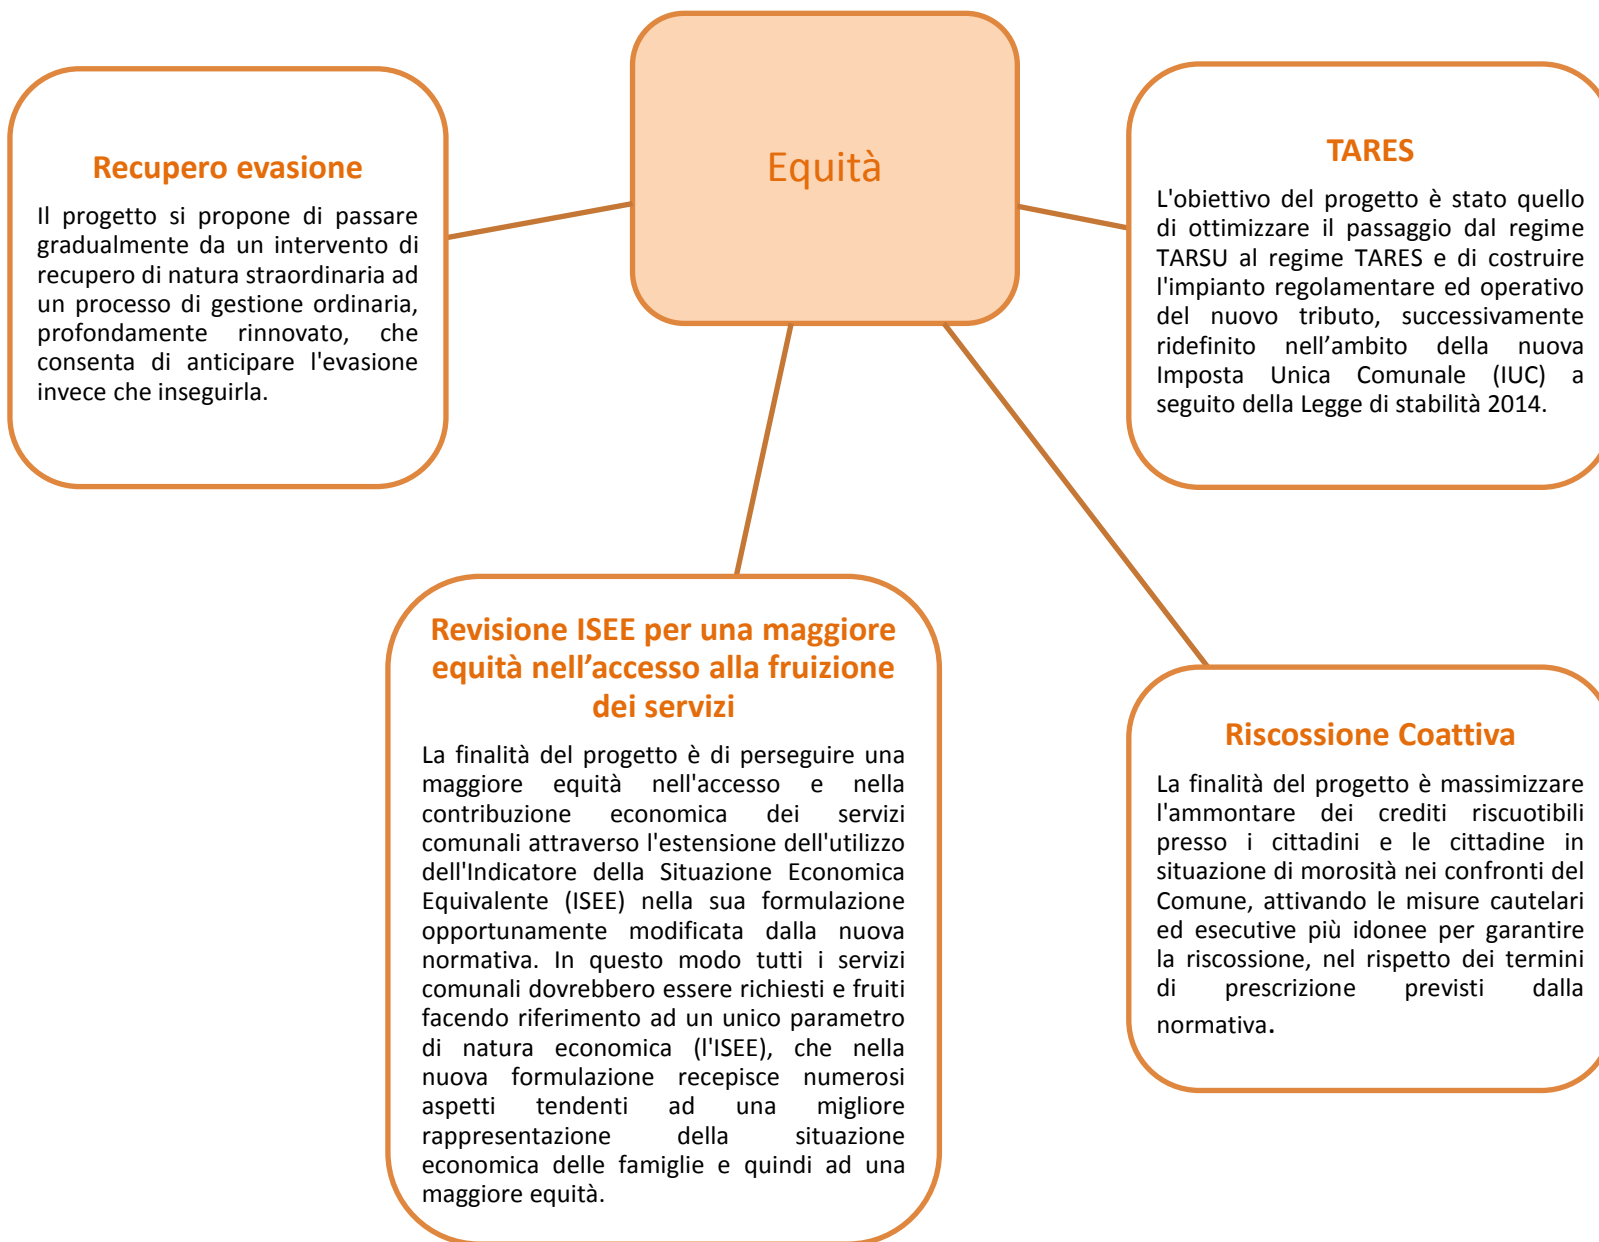 Equità
Recupero evasione
Il progetto si propone di passare
gradualmente da un intervento di
recupero di natura straordinaria ad
un processo di gestione ordinaria,
profondamente rinnovato, che
consenta di anticipare l'evasione
invece che inseguirla.
TARES
L'obiettivo del progetto è stato quello
di ottimizzare il passaggio dal regime
TARSU al regime TARES e di costruire
l'impianto regolamentare ed operativo
del nuovo tributo, successivamente
ridefinito nell’ambito della nuova
Imposta Unica Comunale (IUC) a
seguito della Legge di stabilità 2014.
Revisione ISEE per una maggiore
equità nell’accesso alla fruizione
dei servizi
La finalità del progetto è di perseguire una
maggiore equità nell'accesso e nella
contribuzione economica dei servizi
comunali attraverso l'estensione dell'utilizzo
dell'Indicatore della Situazione Economica
Equivalente (ISEE) nella sua formulazione
opportunamente modificata dalla nuova
normativa. In questo modo tutti i servizi
comunali dovrebbero essere richiesti e fruiti
facendo riferimento ad un unico parametro
di natura economica (l'ISEE), che nella
nuova formulazione recepisce numerosi
aspetti tendenti ad una migliore
rappresentazione della situazione
economica delle famiglie e quindi ad una
maggiore equità.
Riscossione Coattiva
La finalità del progetto è massimizzare
l'ammontare dei crediti riscuotibili
presso i cittadini e le cittadine in
situazione di morosità nei confronti del
Comune, attivando le misure cautelari
ed esecutive più idonee per garantire
la riscossione, nel rispetto dei termini
di prescrizione previsti dalla
normativa.